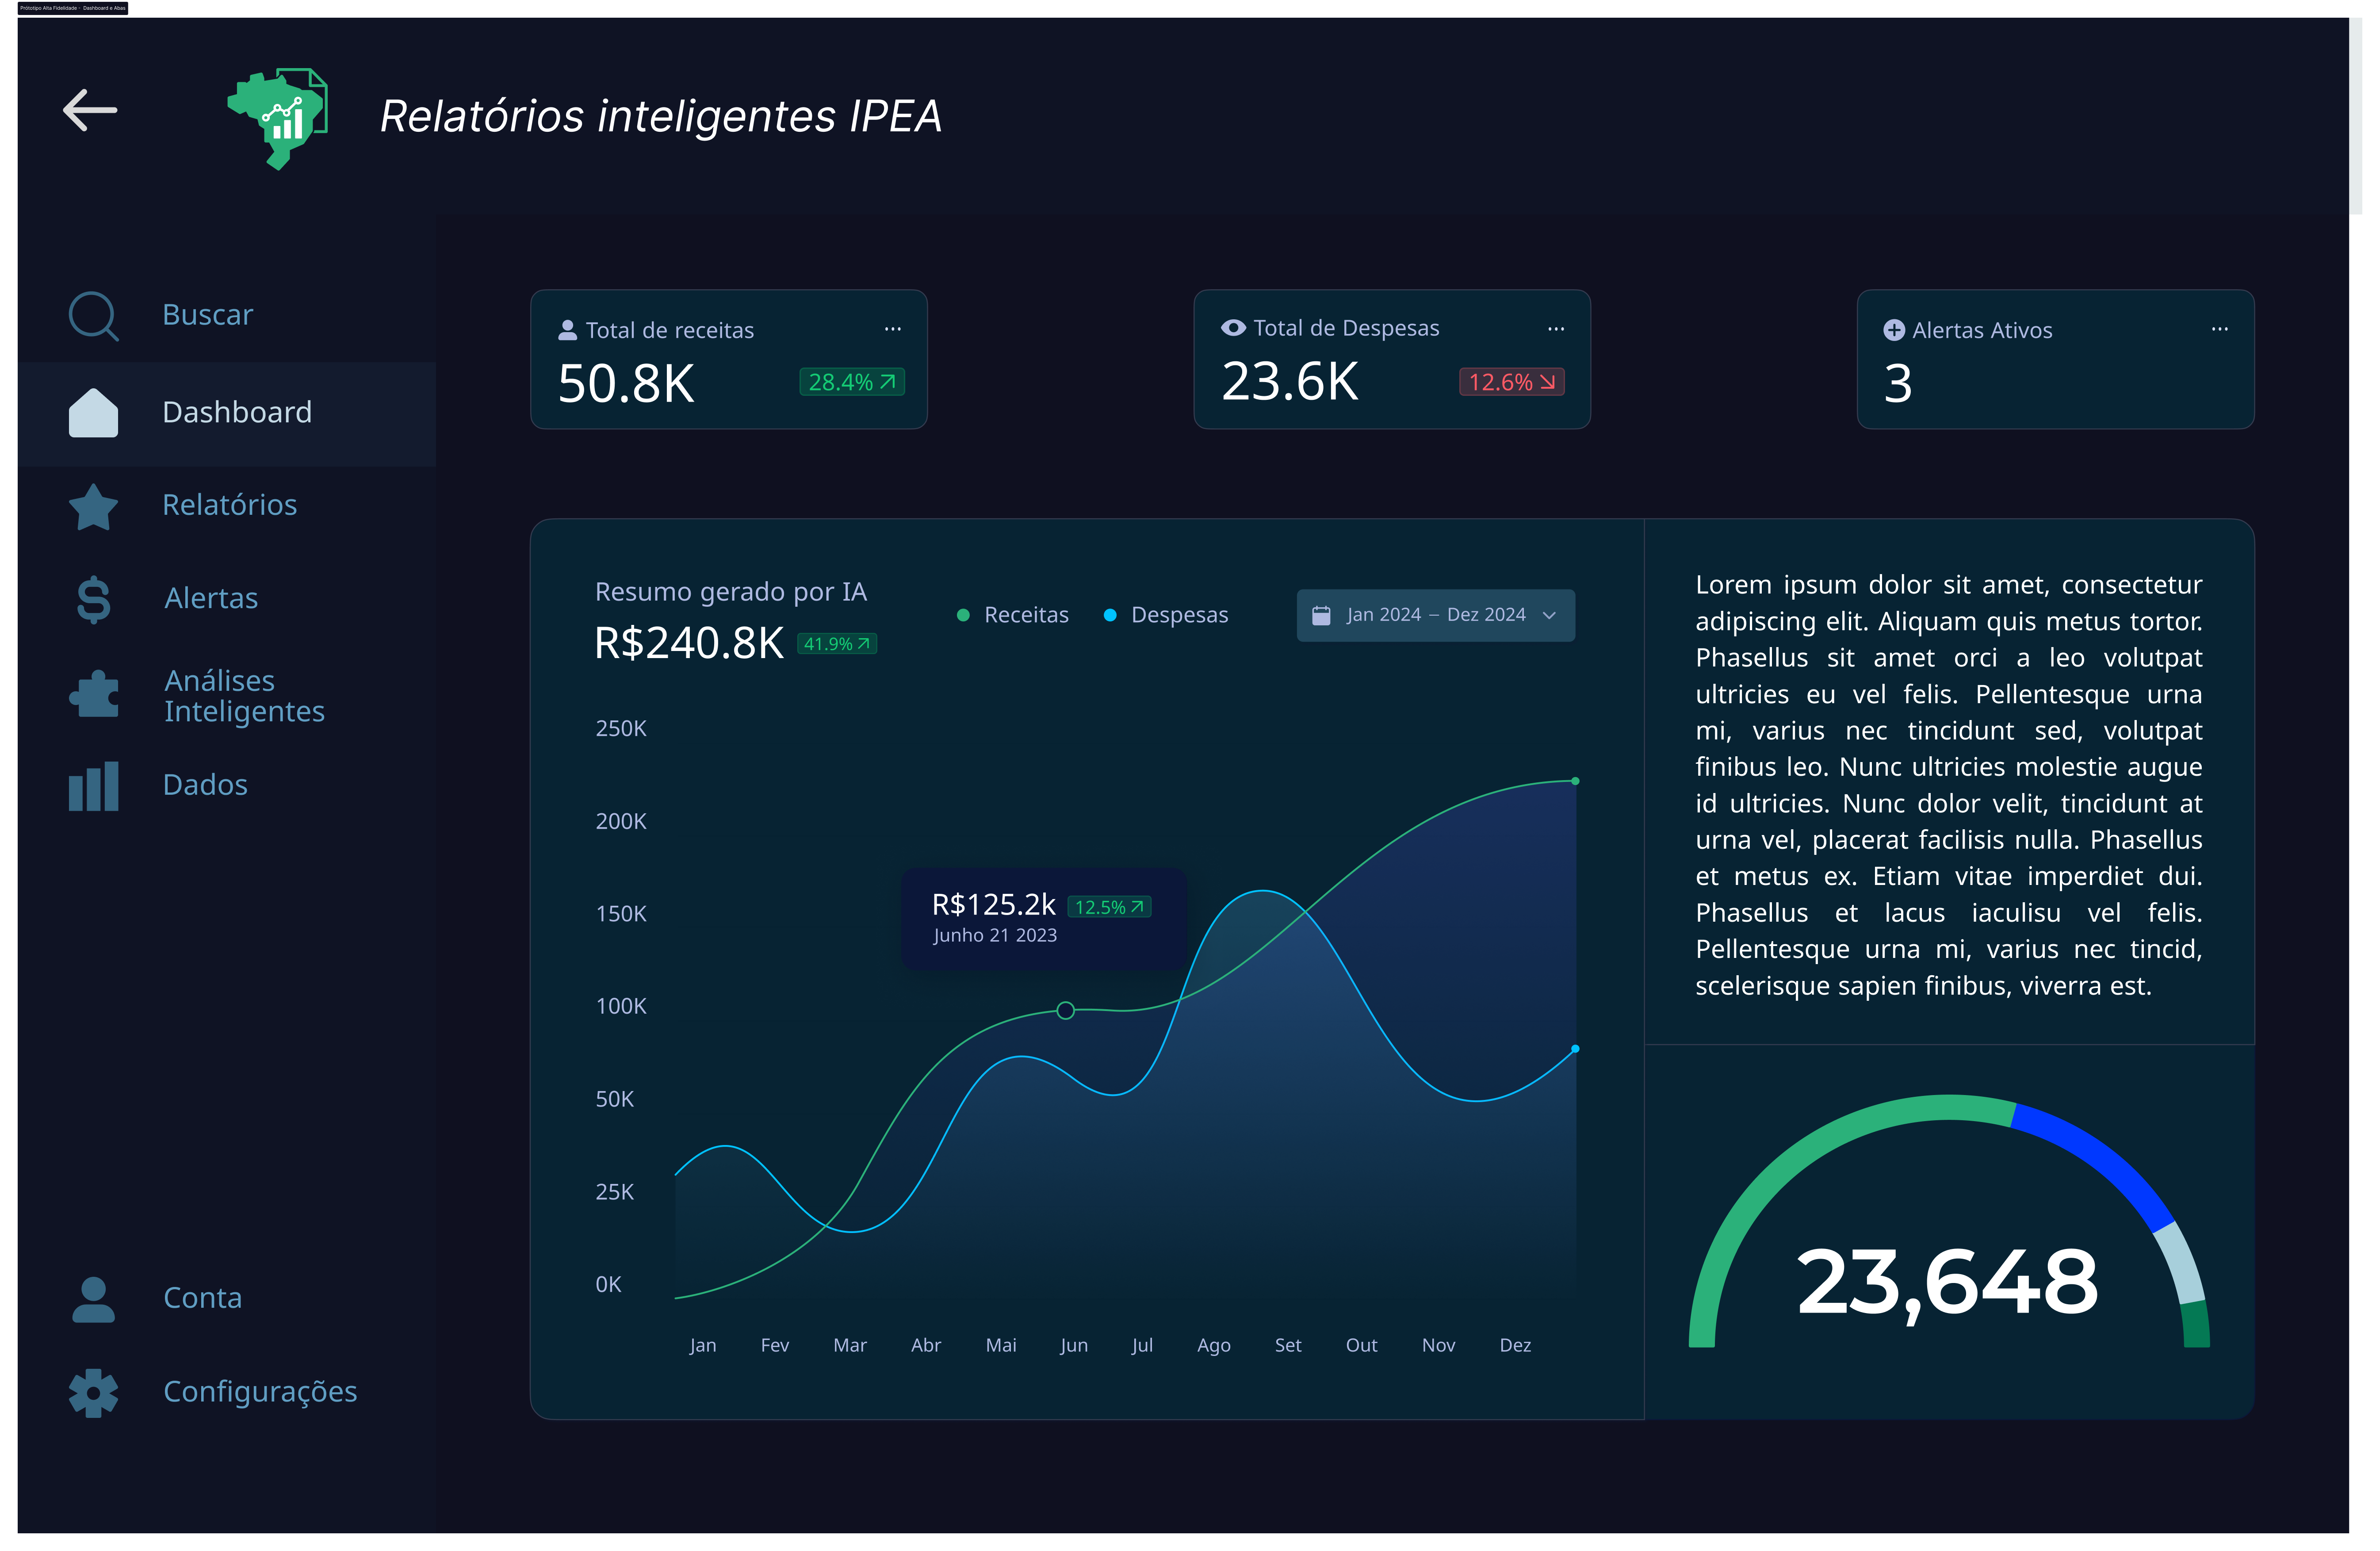 Prótotipo Alta Fidelidade - Dashboard e Abas
Relatórios inteligentes IPEA
Buscar
Dashboard
Relatórios
Alertas
Análises
Inteligentes
Dados
Conta
Configurações
Total de receitas
50.8K
28.4%
Total de Despesas
23.6K
12.6%
Alertas Ativos
3
Resumo gerado por IA
R$240.8K 41.9%
Receitas
Despesas
Jan 2024 – Dez 2024
250K
200K
150K
100K
50K
25K
0K
R$125.2k 12.5%
Junho 21 2023
Jan Fev Mar Abr Mai Jun Jul Ago Set Out Nov Dez
Lorem ipsum dolor sit amet, consectetur
adipiscing elit. Aliquam quis metus tortor.
Phasellus sit amet orci a leo volutpat
ultricies eu vel felis. Pellentesque urna
mi, varius nec tincidunt sed, volutpat
finibus leo. Nunc ultricies molestie augue
id ultricies. Nunc dolor velit, tincidunt at
urna vel, placerat facilisis nulla. Phasellus
et metus ex. Etiam vitae imperdiet dui.
Phasellus et lacus iaculisu vel felis.
Pellentesque urna mi, varius nec tincid,
scelerisque sapien finibus, viverra est.
23,648